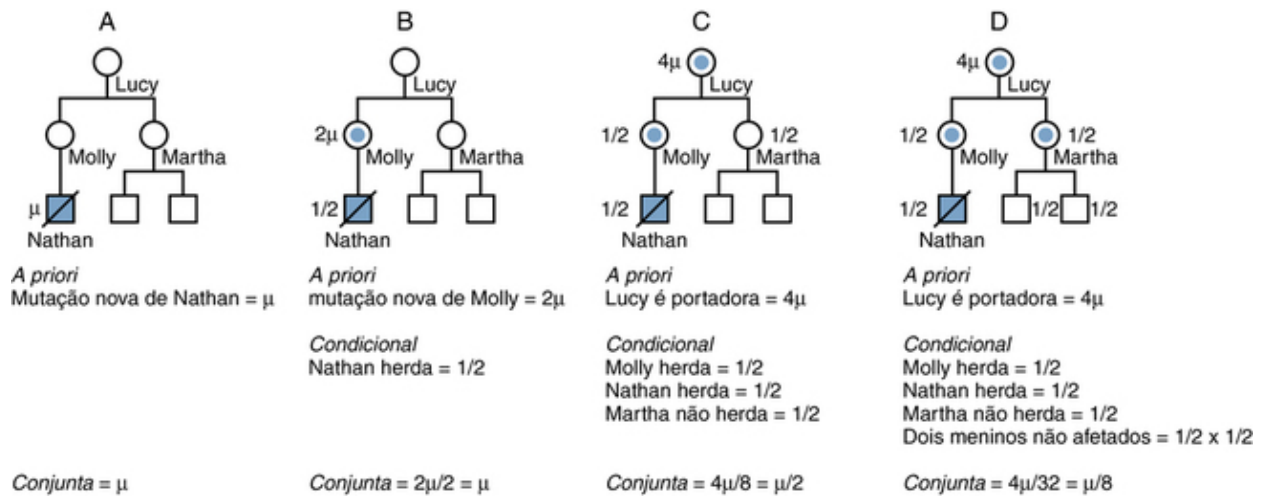 A
Lucy
Molly
Martha
μ
Nathan
A priori
Mutação nova de Nathan = μ
Conjunta = μ
B
Lucy
2μ
Molly
Martha
1/2
Nathan
A priori
mutação nova de Molly = 2μ
Condicional
Nathan herda = 1/2
Conjunta = 2μ/2 = μ
C
4μ
Lucy
1/2
1/2
Molly
Martha
1/2
Nathan
A priori
Lucy é portadora = 4μ
Condicional
Molly herda = 1/2
Nathan herda = 1/2
Martha não herda = 1/2
Conjunta = 4μ/8 = μ/2
D
4μ
Lucy
1/2
1/2
Molly
Martha
1/2
1/2
1/2
Nathan
A priori
Lucy é portadora = 4μ
Condicional
Molly herda = 1/2
Nathan herda = 1/2
Martha não herda = 1/2
Dois meninos não afetados = 1/2 x 1/2
Conjunta = 4μ/32 = μ/8